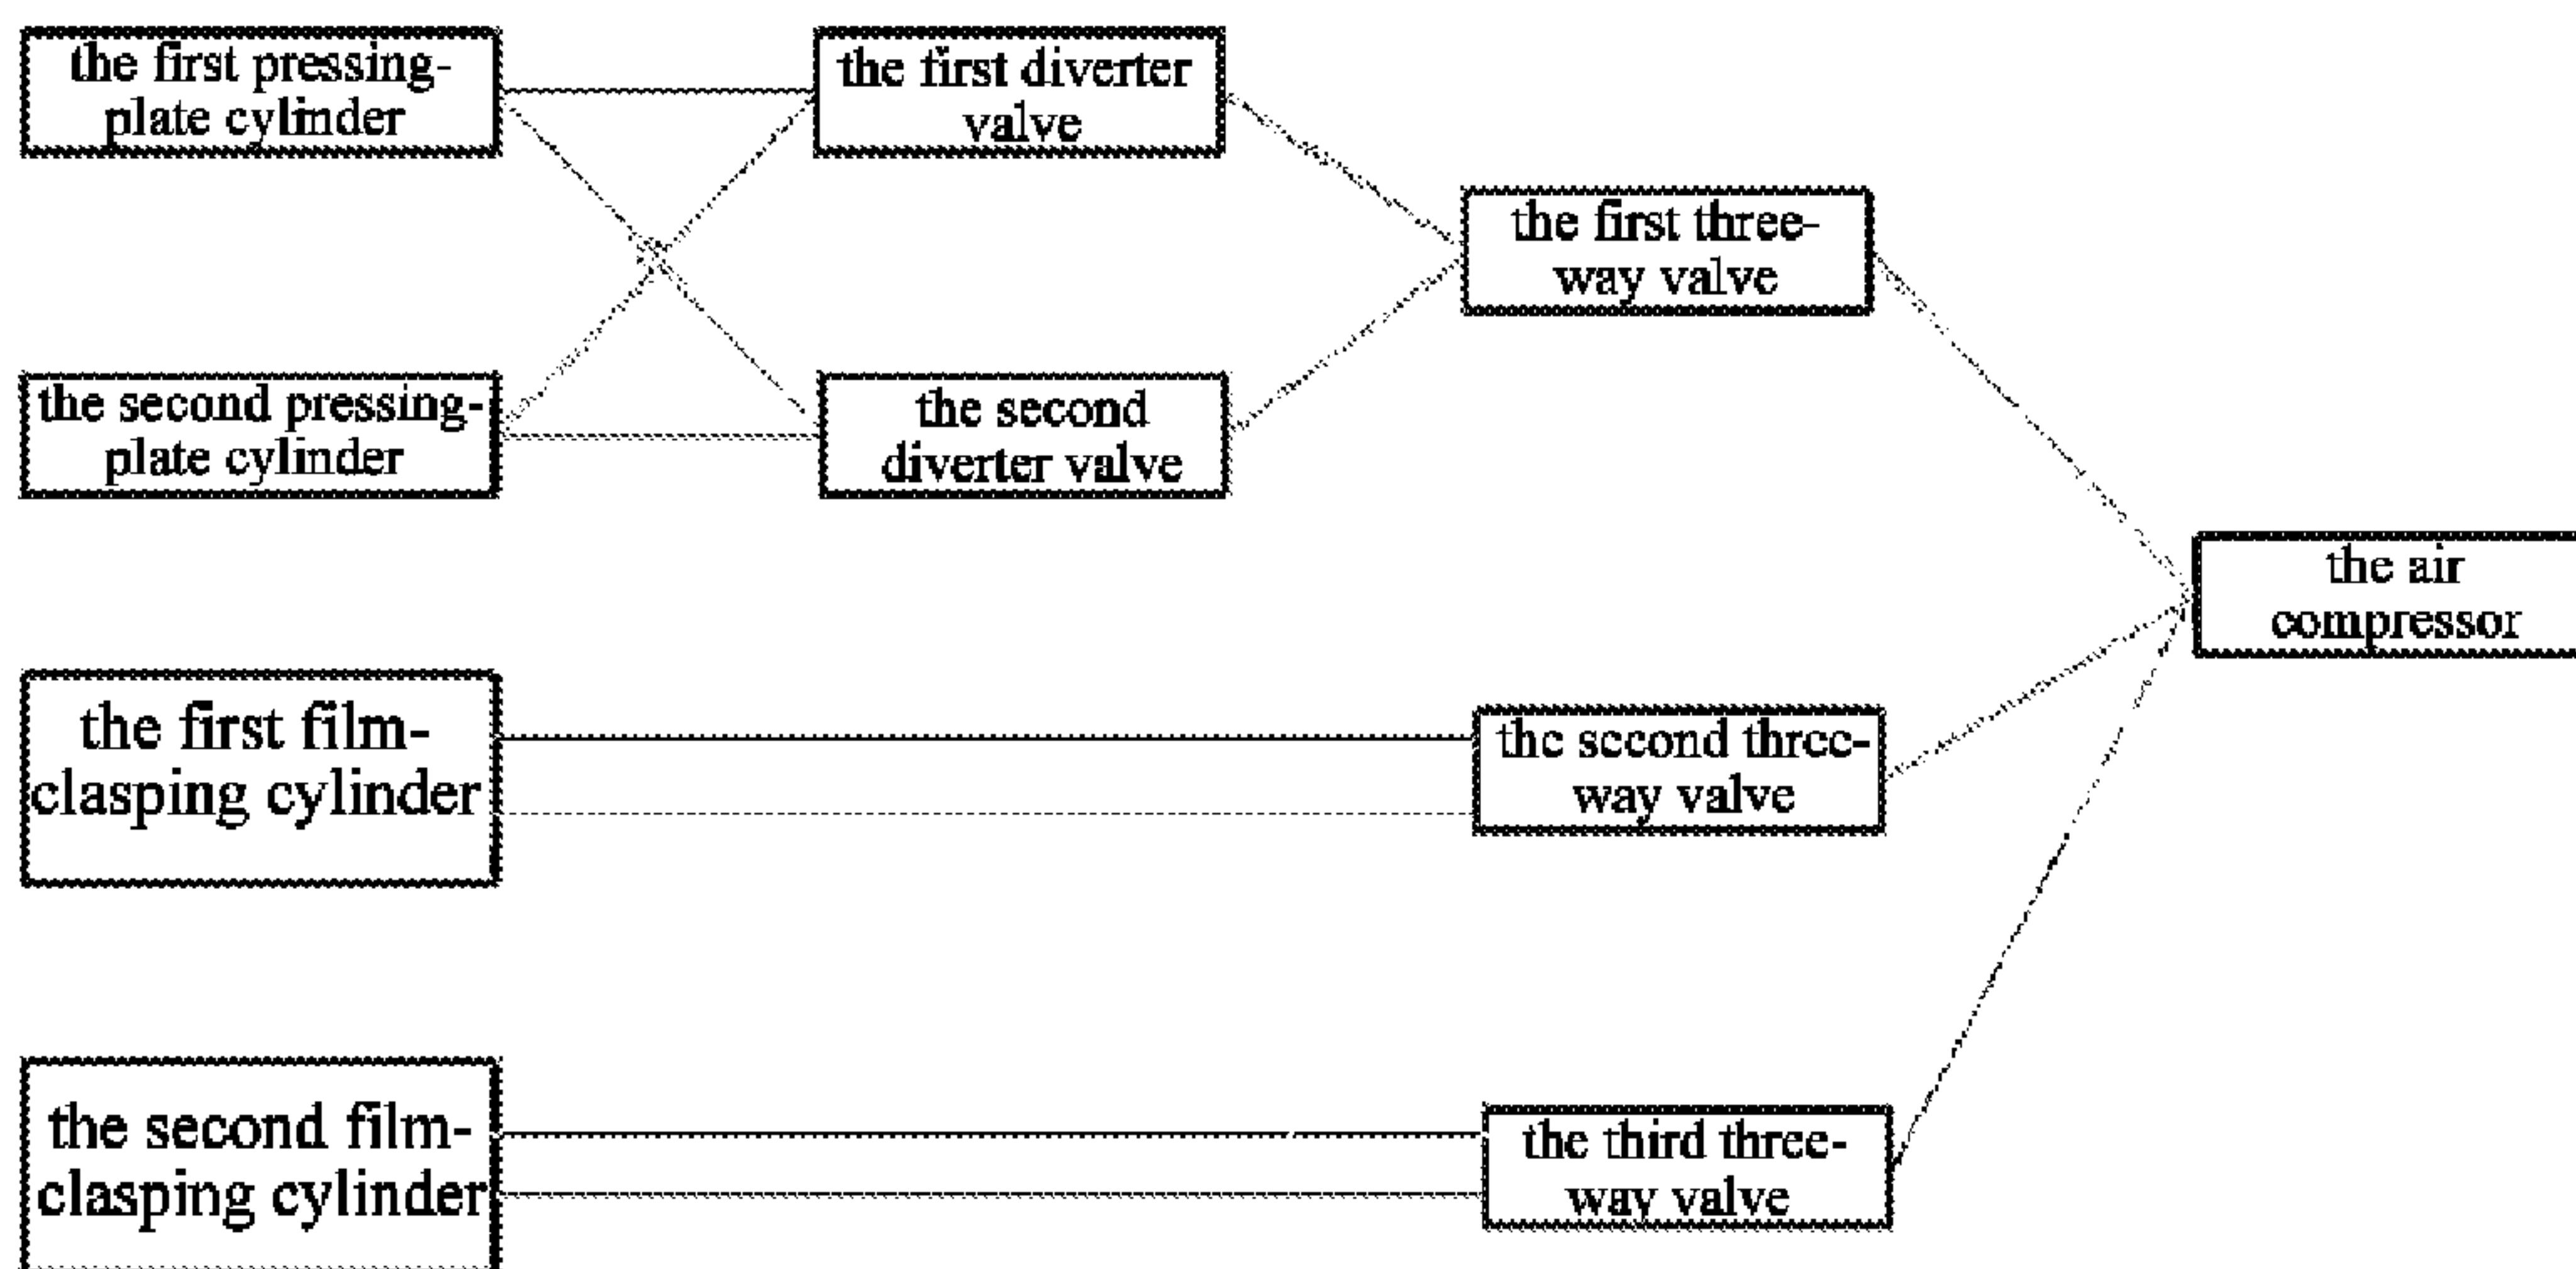 the first pressing-
plate cylinder
the first diverter
valve
the first three-
way valve
the second pressing-
plate cylinder
the second
diverter valve
the air
compressor
the first film-
clasping cylinder
the second three-
way valve
the second film-
clasping cylinder
the third three-
way valve